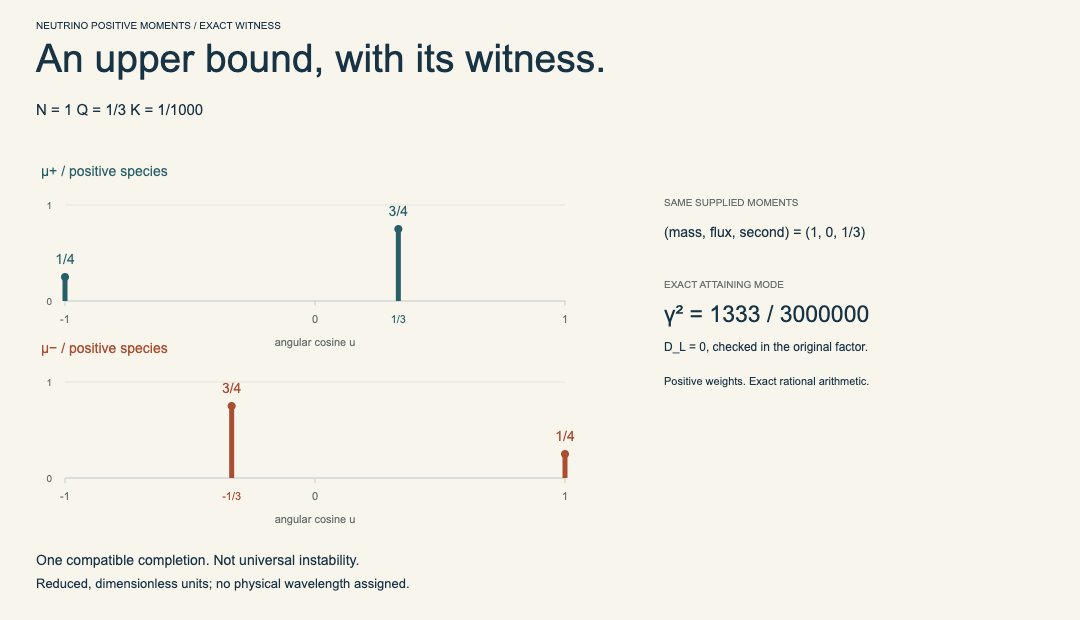 NEUTRINO POSITIVE MOMENTS / EXACT WITNESS
An upper bound, with its witness.
N = 1 Q = 1/3 K = 1/1000
μ+ / positive species
1
3/4
1/4
0
-1
0
1/3
1
angular cosine u
μ− / positive species
1
3/4
1/4
0
-1
-1/3
0
1
angular cosine u
SAME SUPPLIED MOMENTS
(mass, flux, second) = (1, 0, 1/3)
EXACT ATTAINING MODE
γ² = 1333 / 3000000
D_L = 0, checked in the original factor.
Positive weights. Exact rational arithmetic.
One compatible completion. Not universal instability.
Reduced, dimensionless units; no physical wavelength assigned.